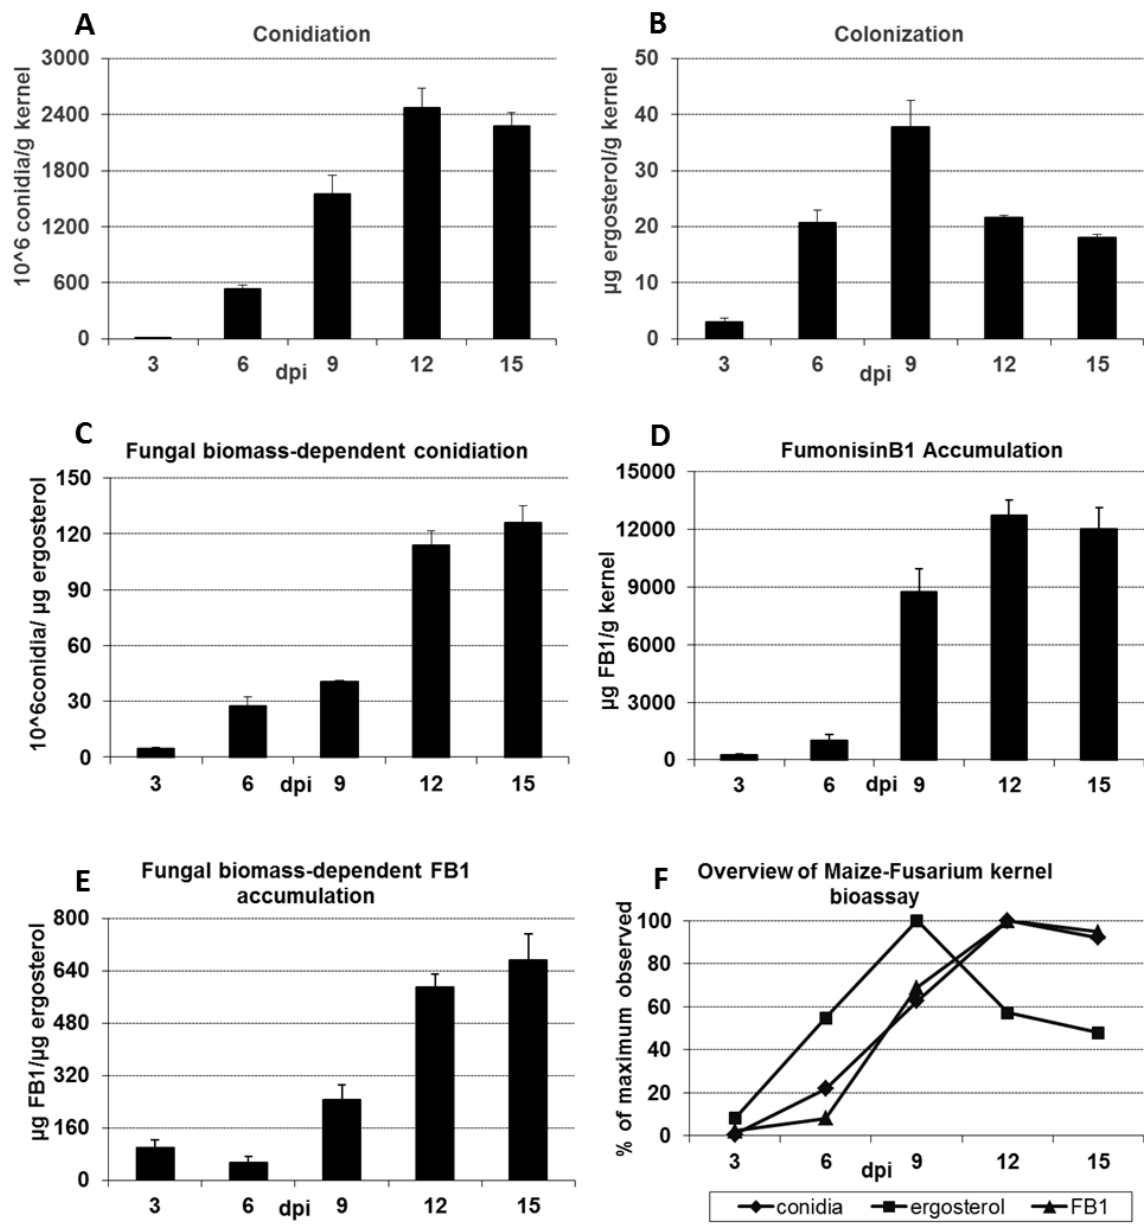 A
Conidiation
10^6 conidia/g kernel
3000
2400
1800
1200
600
0
3 6 9 12 15
dpi
B
Colonization
µg ergosterol/g kernel
50
40
30
20
10
0
3 6 9 12 15
dpi
C
Fungal biomass-dependent conidiation
10^6conidia/ µg ergosterol
150
120
90
60
30
0
3 6 dpi 9 12 15
D
FumonisinB1 Accumulation
µg FB1/g kernel
15000
12000
9000
6000
3000
0
3 6 dpi 9 12 15
E
Fungal biomass-dependent FB1
accumulation
µg FB1/µg ergosterol
800
640
480
320
160
0
3 6 9 12 15
dpi
F
Overview of Maize-Fusarium kernel
bioassay
% of maximum observed
100
80
60
40
20
0
3 6 9 12 15
dpi
conidia ergosterol FB1